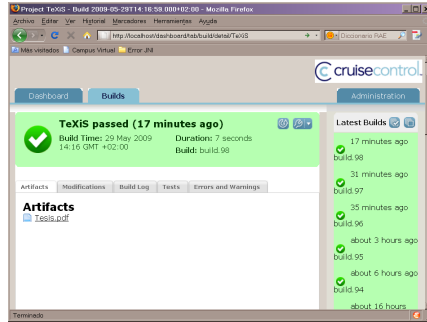 Project TeXiS - Build 2009-05-29T14:16:59.000+02:00 - Mozilla Firefox
Archivo Editar Ver Historial Marcadores Herramientas Ayuda
http://localhost/dashboard/tab/build/detail/TeXiS
Diccionario RAE
Más visitados Campus Virtual Error JNI
cruisecontrol
Dashboard Builds Administration
TeXiS passed (17 minutes ago)
Build Time: 29 May 2009 14:16 GMT +02:00
Duration: 7 seconds
Build: build.98
Artifacts Modifications Build Log Tests Errors and Warnings
Artifacts
Tesis.pdf
Latest Builds
17 minutes ago
build.98
31 minutes ago
build.97
35 minutes ago
build.96
about 3 hours ago
build.95
about 6 hours ago
build.94
about 16 hours
Terminado